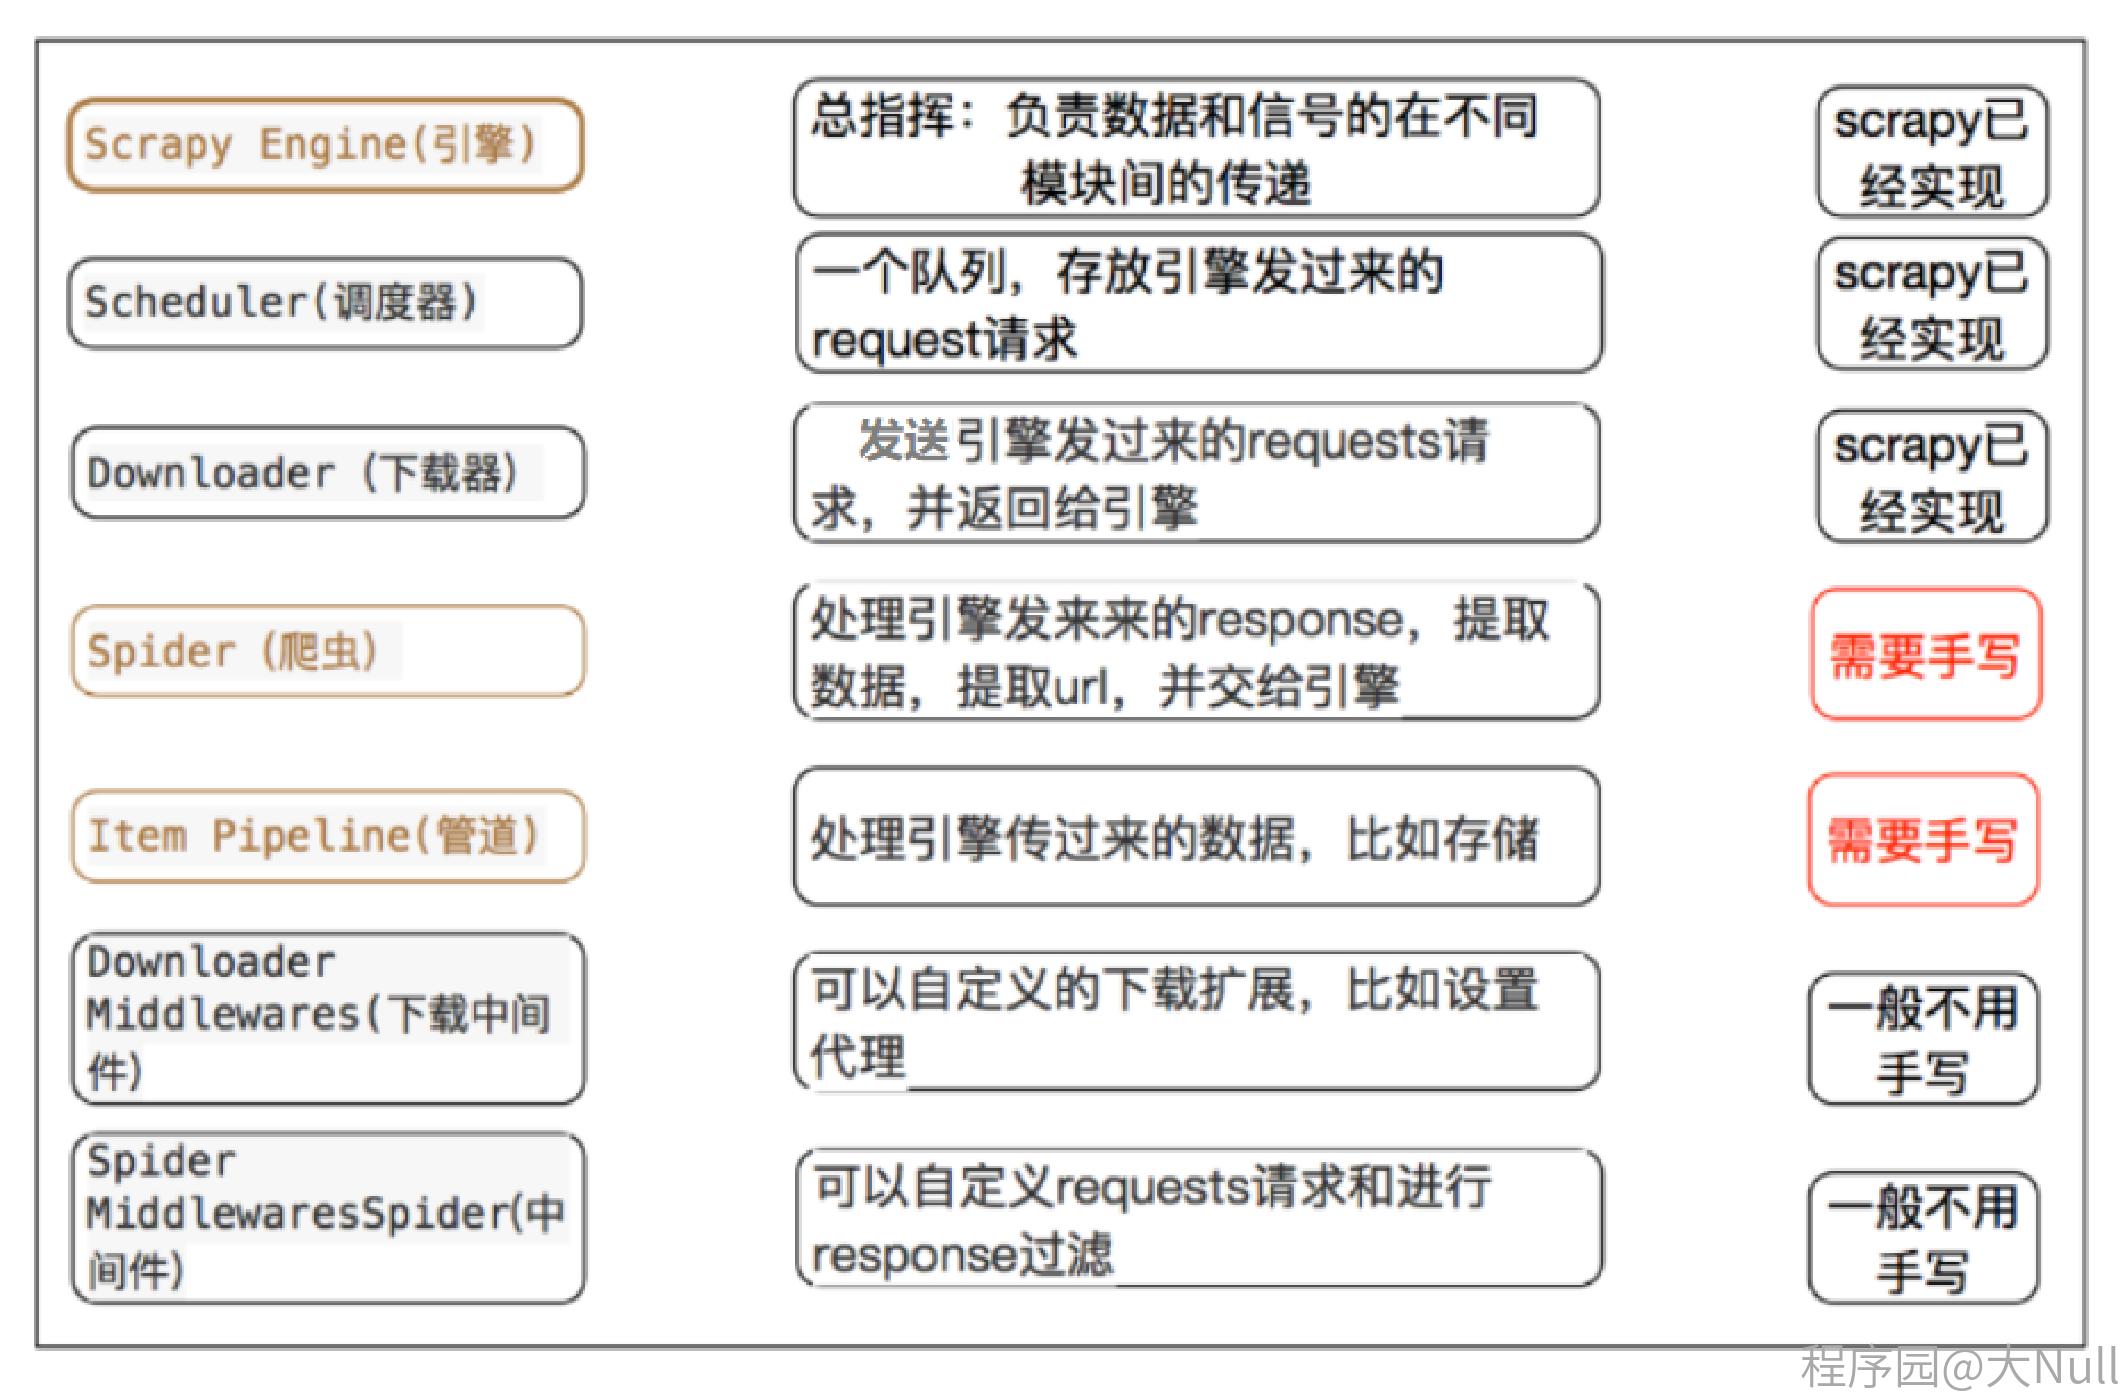 Scrapy Engine(引擎)
总指挥：负责数据和信号的在不同
模块间的传递
scrapy已
经实现
Scheduler(调度器)
一个队列，存放引擎发过来的
request请求
scrapy已
经实现
Downloader (下载器)
发送引擎发过来的requests请
求，并返回给引擎
scrapy已
经实现
Spider (爬虫)
处理引擎发来来的response，提取
数据，提取url，并交给引擎
需要手写
Item Pipeline(管道)
处理引擎传过来的数据，比如存储
需要手写
Downloader
Middlewares(下载中间
件)
可以自定义的下载扩展，比如设置
代理
一般不用
手写
Spider
MiddlewaresSpider(中
间件)
可以自定义requests请求和进行
response过滤
一般不用
手写
程序园@大Null